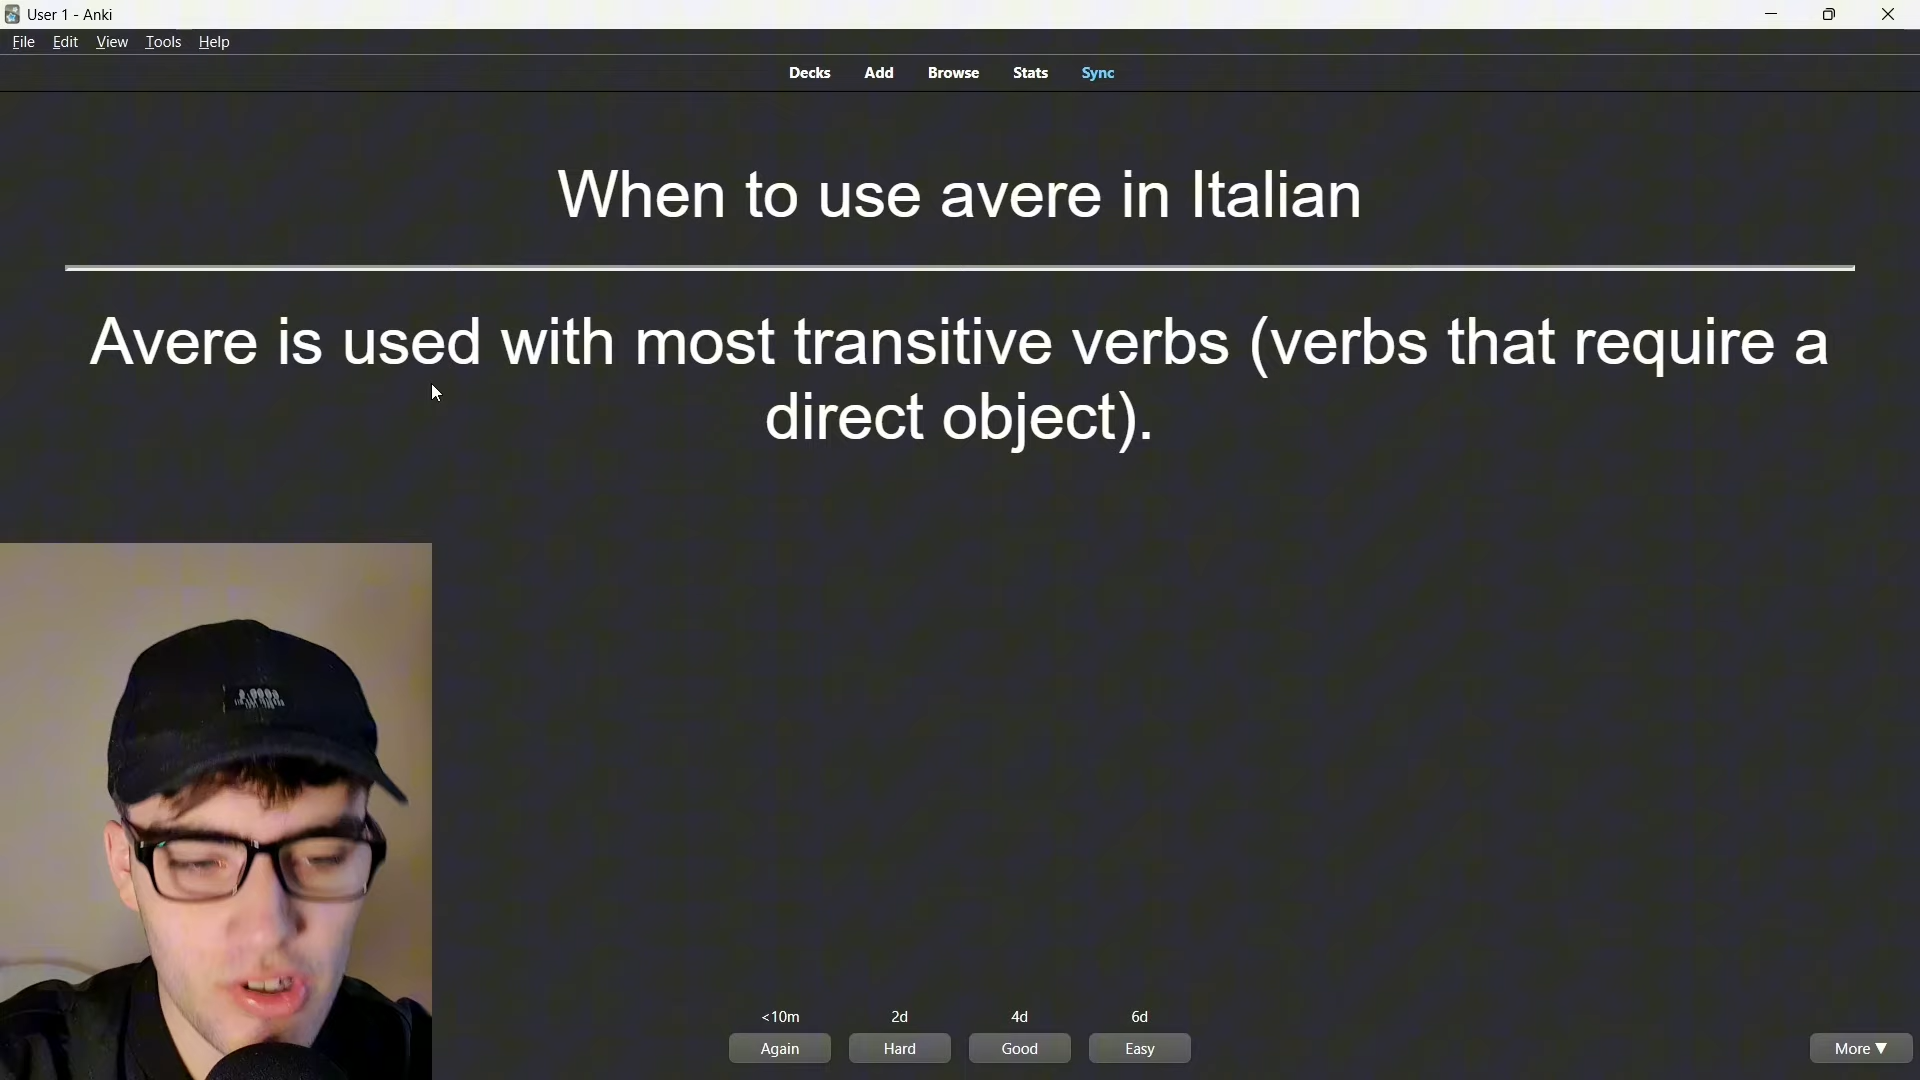 User 1 - Anki
File Edit View Tools Help
Decks Add Browse Stats Sync
When to use avere in Italian
Avere is used with most transitive verbs (verbs that require a
direct object).
<10m 2d 4d 6d
Again Hard Good Easy
More ▼